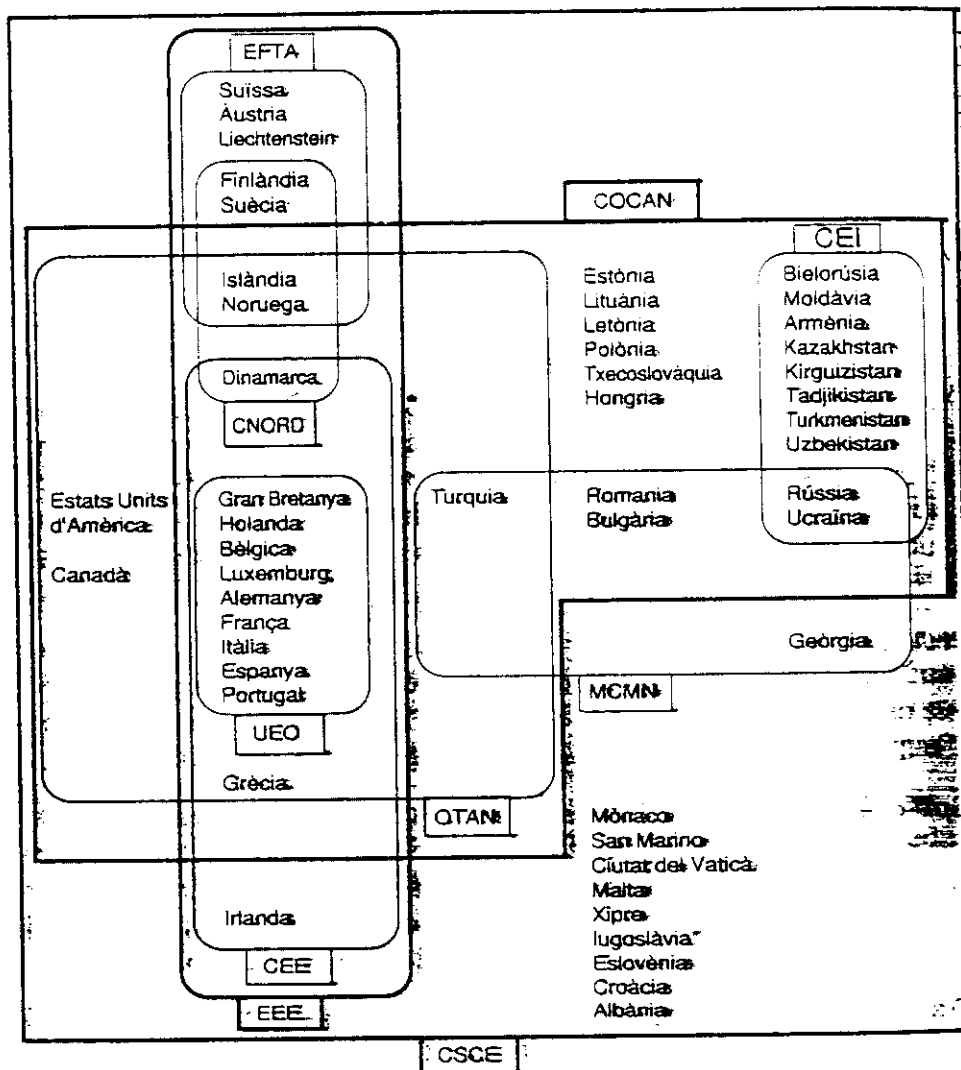 EFTA
Suïssa
Àustria
Liechtenstein
Finlàndia
Suècia
COCAN
CEI
Islàndia
Noruega
Estònia
Lituània
Letònia
Polònia
Txecoslovàquia
Hongria
Bielorúsia
Moldàvia
Armènia
Kazakhstan
Kirguizistan
Tadjikistan
Turkmenistan
Uzbekistan
Dinamarca
CNORD
Estats Units
d'Amèrica
Canadà
Gran Bretanya
Holanda
Bèlgica
Luxemburg
Alemanya
França
Itàlia
Espanya
Portugal
UEO
Turquia
Romania
Bulgària
Rússia
Ucraïna
Geòrgia
MCMN
Grècia
OTAN
Mònaco
San Marino
Ciutat del Vaticà
Malta
Xipre
Iugoslàvia*
Eslovènia
Croàcia
Albània
Irlanda
CEE
EEE
CSCE